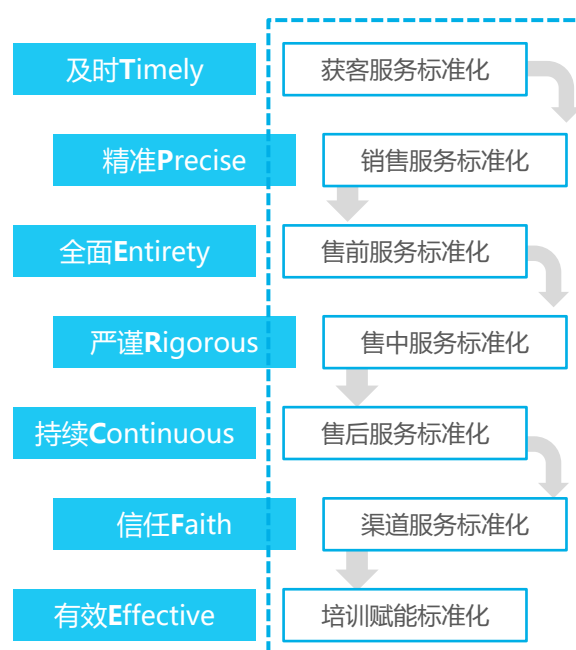 及时Timely
获客服务标准化
精准Precise
销售服务标准化
全面Entirety
售前服务标准化
严谨Rigorous
售中服务标准化
持续Continuous
售后服务标准化
信任Faith
渠道服务标准化
有效Effective
培训赋能标准化